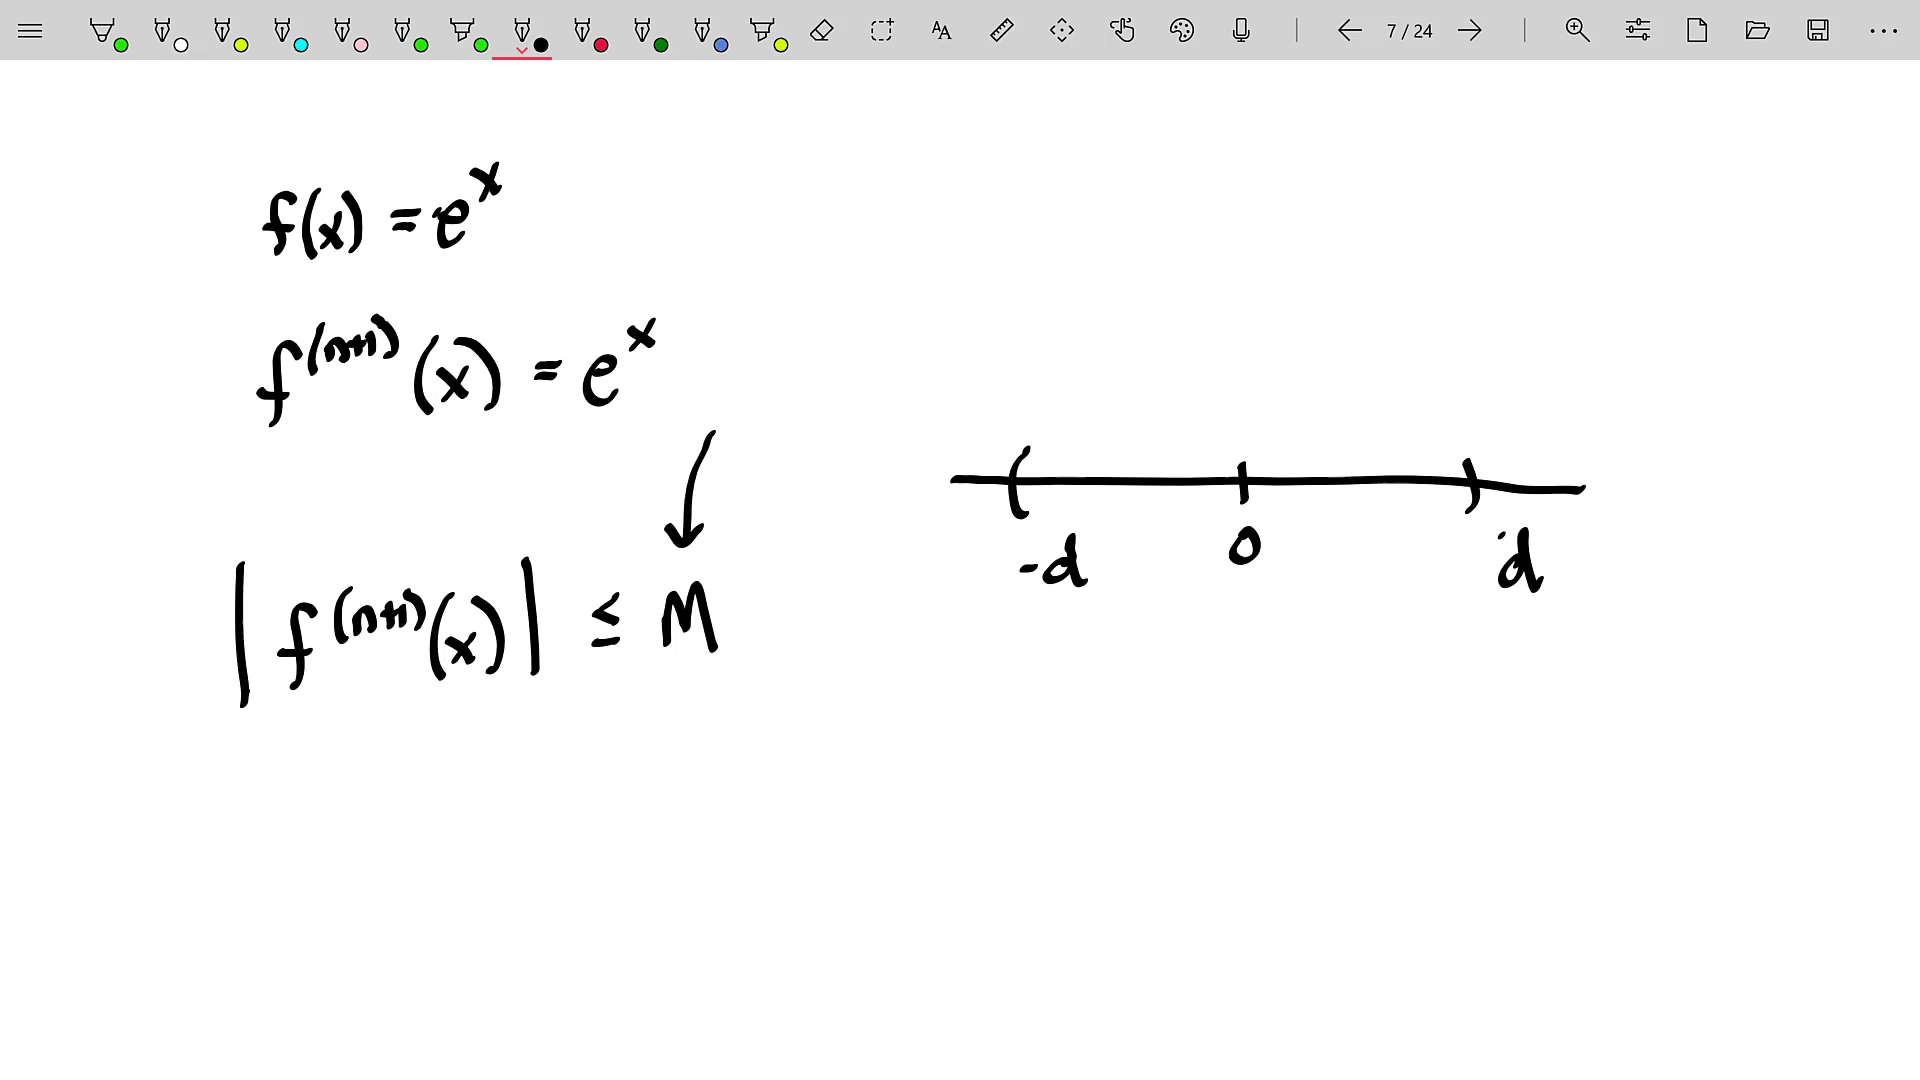 7 / 24
f(x) = e^x
f^(n+1) (x) = e^x
|f^(n+1)(x)| ≤ M
-d 0 d